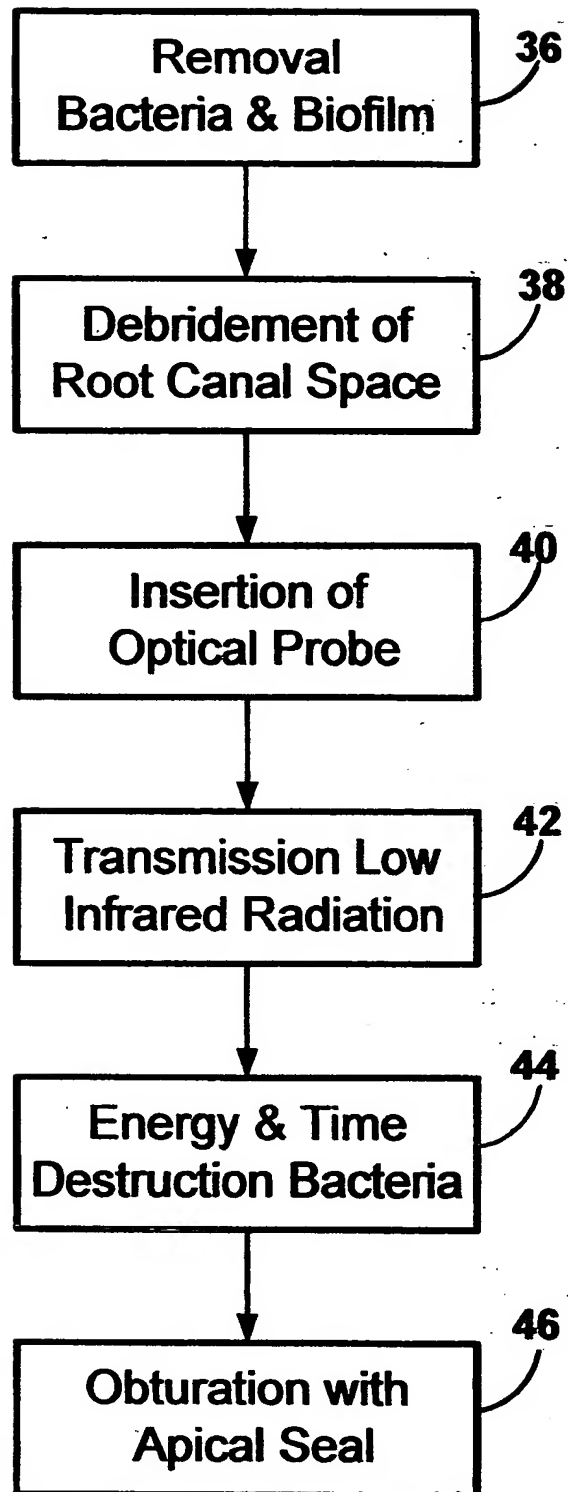 Removal
Bacteria & Biofilm
36
Debridement of
Root Canal Space
38
Insertion of
Optical Probe
40
Transmission Low
Infrared Radiation
42
Energy & Time
Destruction Bacteria
44
Obturation with
Apical Seal
46